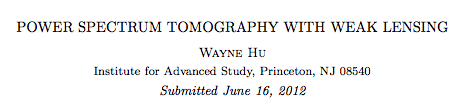 POWER SPECTRUM TOMOGRAPHY WITH WEAK LENSING
WAYNE HU
Institute for Advanced Study, Princeton, NJ 08540
Submitted June 16, 2012